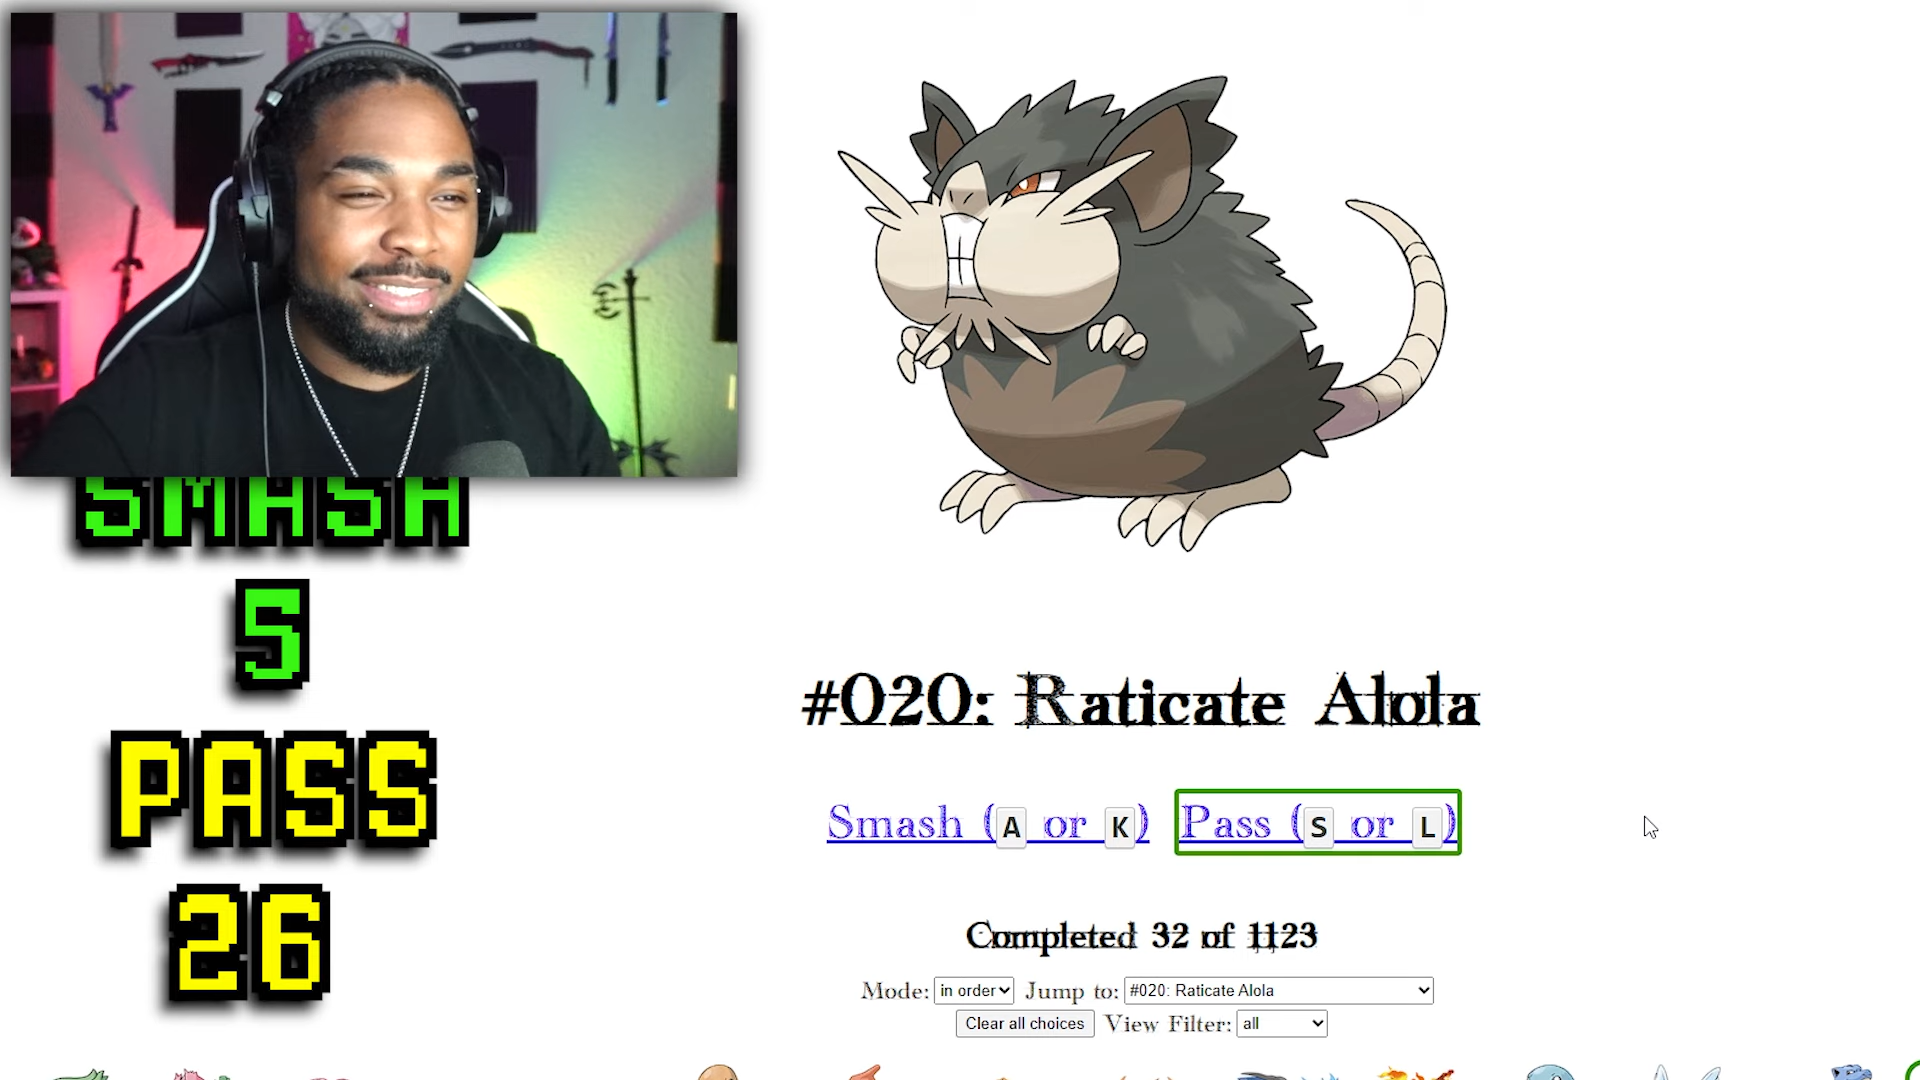 SMASH
5
PASS
26
#020: Raticate Alola
Smash (A or K) Pass (S or L)
Completed 32 of 1123
Mode: in order Jump to: #020: Raticate Alola
Clear all choices View Filter: all